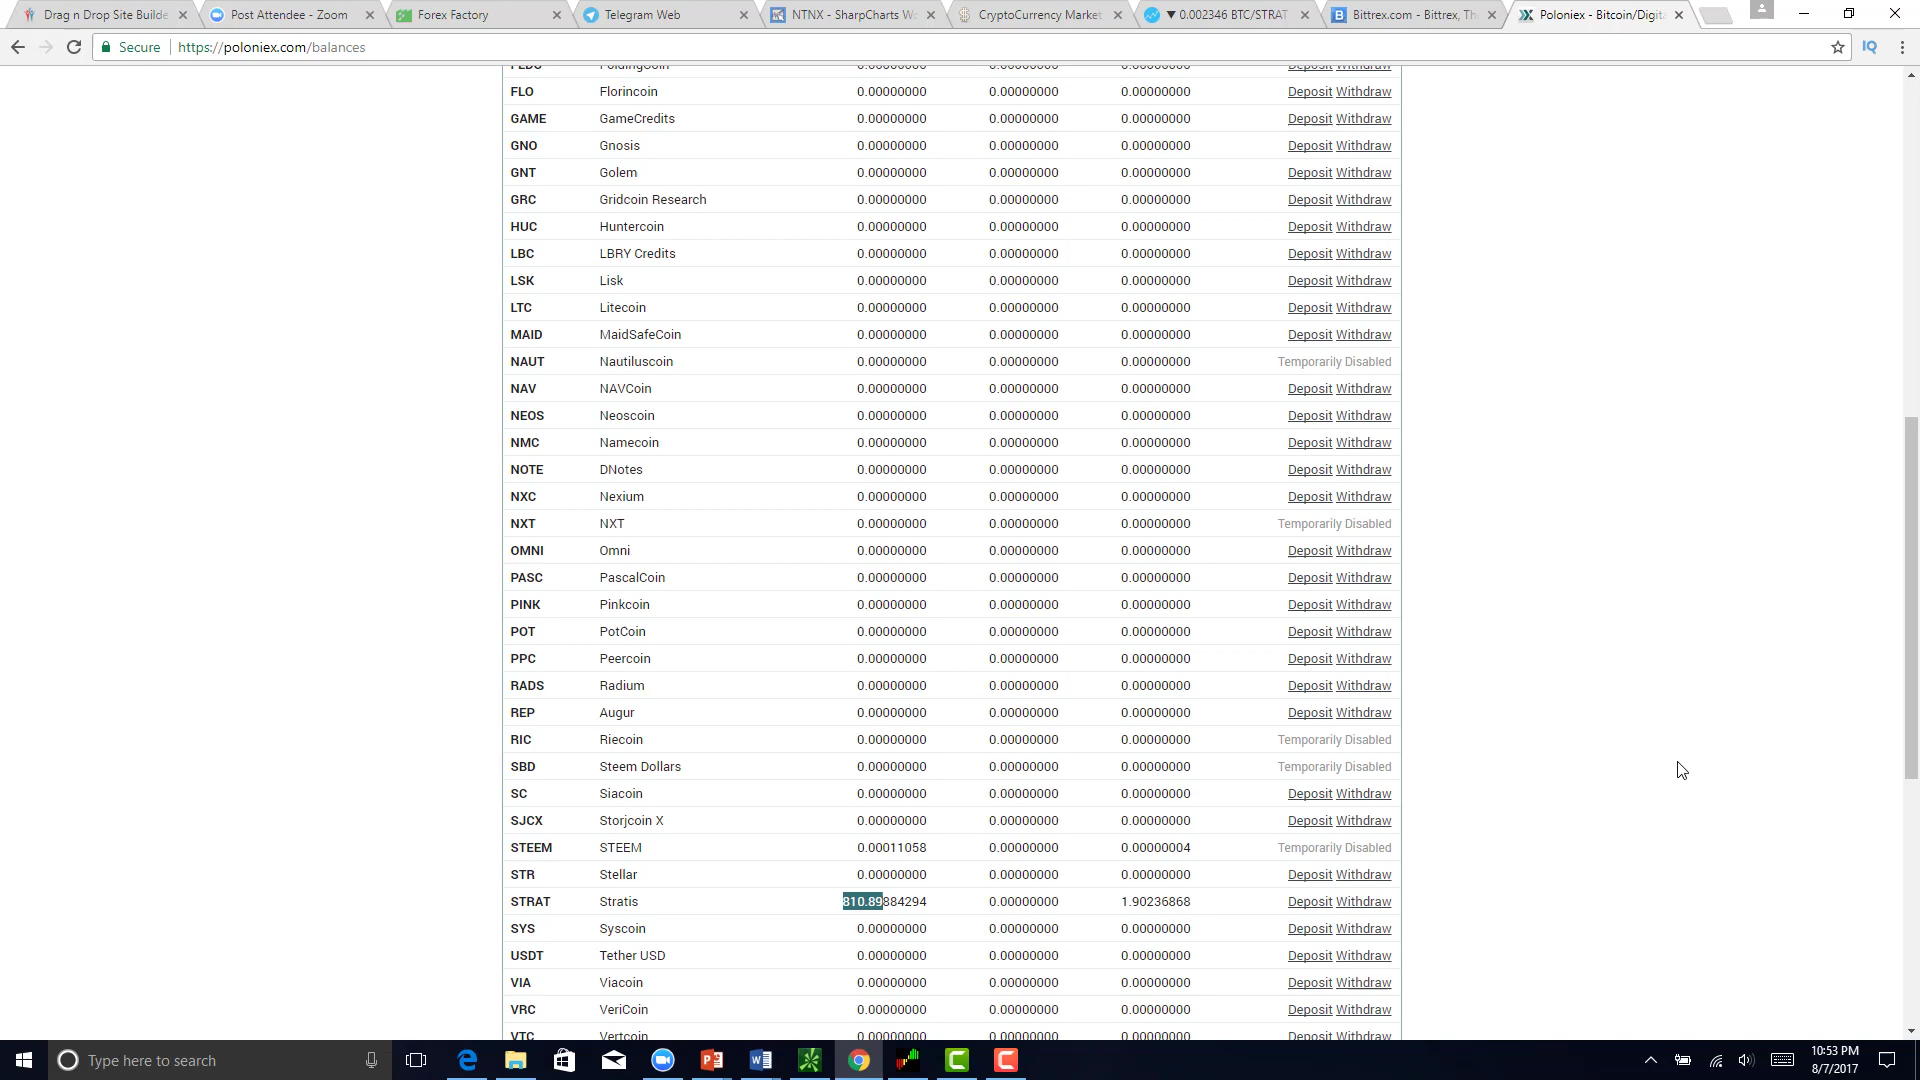 Drag n Drop Site Builde
Post Attendee - Zoom
Forex Factory
Telegram Web
NTNX - SharpCharts Wo
CryptoCurrency Market
▼ 0.002346 BTC/STRAT
Bittrex.com - Bittrex, Th
Poloniex - Bitcoin/Digita
Secure https://poloniex.com/balances IQ
FLO Florincoin 0.00000000 0.00000000 0.00000000 Deposit Withdraw
GAME GameCredits 0.00000000 0.00000000 0.00000000 Deposit Withdraw
GNO Gnosis 0.00000000 0.00000000 0.00000000 Deposit Withdraw
GNT Golem 0.00000000 0.00000000 0.00000000 Deposit Withdraw
GRC Gridcoin Research 0.00000000 0.00000000 0.00000000 Deposit Withdraw
HUC Huntercoin 0.00000000 0.00000000 0.00000000 Deposit Withdraw
LBC LBRY Credits 0.00000000 0.00000000 0.00000000 Deposit Withdraw
LSK Lisk 0.00000000 0.00000000 0.00000000 Deposit Withdraw
LTC Litecoin 0.00000000 0.00000000 0.00000000 Deposit Withdraw
MAID MaidSafeCoin 0.00000000 0.00000000 0.00000000 Deposit Withdraw
NAUT Nautiluscoin 0.00000000 0.00000000 0.00000000 Temporarily Disabled
NAV NAVCoin 0.00000000 0.00000000 0.00000000 Deposit Withdraw
NEOS Neoscoin 0.00000000 0.00000000 0.00000000 Deposit Withdraw
NMC Namecoin 0.00000000 0.00000000 0.00000000 Deposit Withdraw
NOTE DNotes 0.00000000 0.00000000 0.00000000 Deposit Withdraw
NXC Nexium 0.00000000 0.00000000 0.00000000 Deposit Withdraw
NXT NXT 0.00000000 0.00000000 0.00000000 Temporarily Disabled
OMNI Omni 0.00000000 0.00000000 0.00000000 Deposit Withdraw
PASC PascalCoin 0.00000000 0.00000000 0.00000000 Deposit Withdraw
PINK Pinkcoin 0.00000000 0.00000000 0.00000000 Deposit Withdraw
POT PotCoin 0.00000000 0.00000000 0.00000000 Deposit Withdraw
PPC Peercoin 0.00000000 0.00000000 0.00000000 Deposit Withdraw
RADS Radium 0.00000000 0.00000000 0.00000000 Deposit Withdraw
REP Augur 0.00000000 0.00000000 0.00000000 Deposit Withdraw
RIC Riecoin 0.00000000 0.00000000 0.00000000 Temporarily Disabled
SBD Steem Dollars 0.00000000 0.00000000 0.00000000 Temporarily Disabled
SC Siacoin 0.00000000 0.00000000 0.00000000 Deposit Withdraw
SJCX Storjcoin X 0.00000000 0.00000000 0.00000000 Deposit Withdraw
STEEM STEEM 0.00011058 0.00000000 0.00000004 Temporarily Disabled
STR Stellar 0.00000000 0.00000000 0.00000000 Deposit Withdraw
STRAT Stratis 810.89884294 0.00000000 1.90236868 Deposit Withdraw
SYS Syscoin 0.00000000 0.00000000 0.00000000 Deposit Withdraw
USDT Tether USD 0.00000000 0.00000000 0.00000000 Deposit Withdraw
VIA Viacoin 0.00000000 0.00000000 0.00000000 Deposit Withdraw
VRC VeriCoin 0.00000000 0.00000000 0.00000000 Deposit Withdraw
VTC Vertcoin 0.00000000 0.00000000 0.00000000 Deposit Withdraw
Type here to search
10:53 PM
8/7/2017